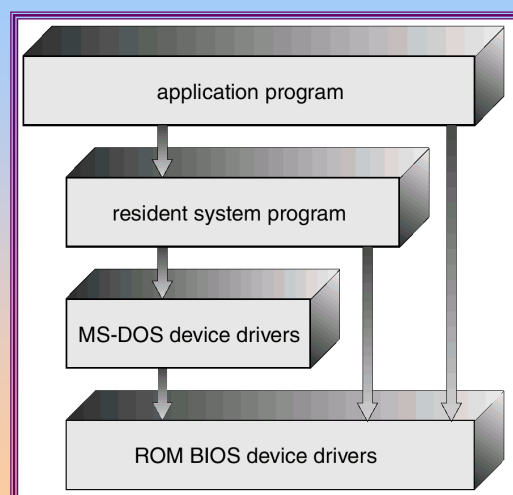 application program
resident system program
MS-DOS device drivers
ROM BIOS device drivers